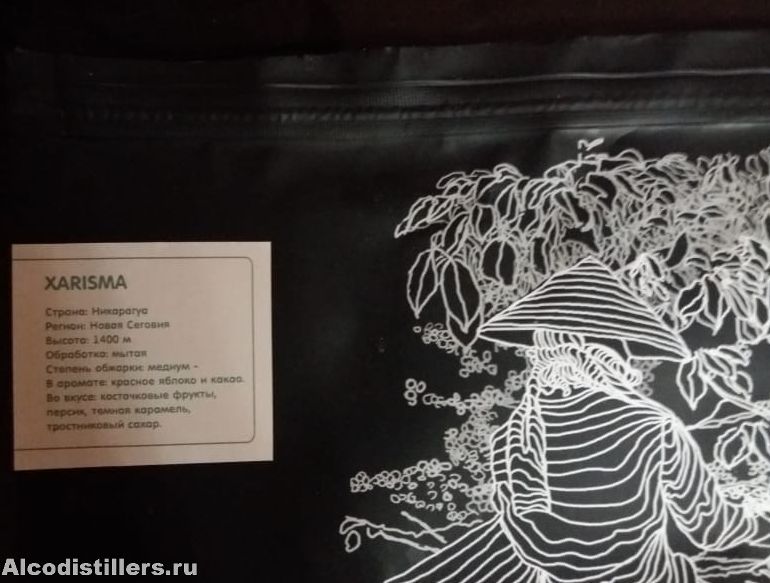 XARISMA
Страна: Никарагуа
Регион: Новая Сеговия
Высота: 1400 м
Обработка: мытая
Степень обжарки: медиум -
В аромате: красное яблоко и какао.
Во вкусе: косточковые фрукты,
персик, темная карамель,
тростниковый сахар.
Alcodistillers.ru